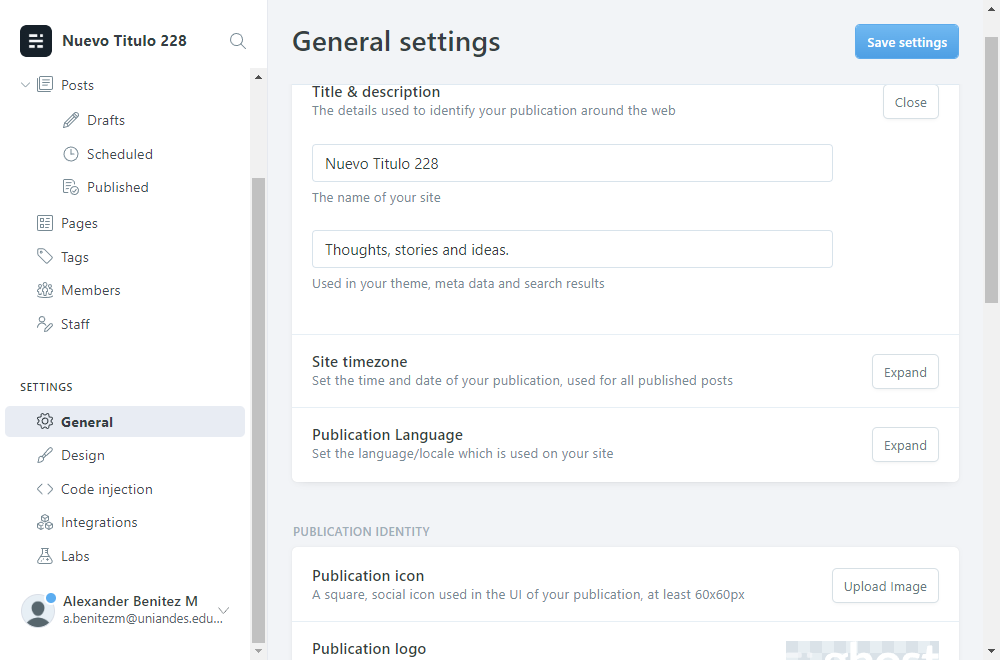 Nuevo Titulo 228
Posts
Drafts
Scheduled
Published
Pages
Tags
Members
Staff
SETTINGS
General
Design
Code injection
Integrations
Labs
Alexander Benitez M
a.benitezm@uniandes.edu...
General settings
Save settings
Title & description
The details used to identify your publication around the web
Close
Nuevo Titulo 228
The name of your site
Thoughts, stories and ideas.
Used in your theme, meta data and search results
Site timezone
Set the time and date of your publication, used for all published posts
Expand
Publication Language
Set the language/locale which is used on your site
Expand
PUBLICATION IDENTITY
Publication icon
A square, social icon used in the UI of your publication, at least 60x60px
Upload Image
Publication logo
ghost